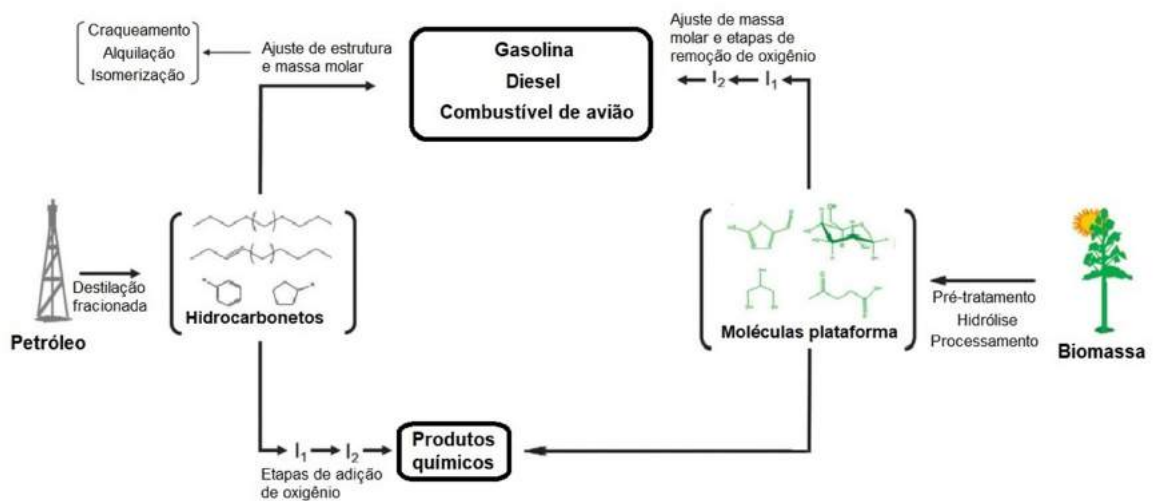 Craqueamento
Alquilação
Isomerização
Ajuste de estrutura
e massa molar
Gasolina
Diesel
Combustível de avião
Ajuste de massa
molar e etapas de
remoção de oxigênio
I2 I1
Petróleo
Destilação
fracionada
Hidrocarbonetos
Moléculas plataforma
Pré-tratamento
Hidrólise
Processamento
Biomassa
I1 I2
Etapas de adição
de oxigênio
Produtos
químicos